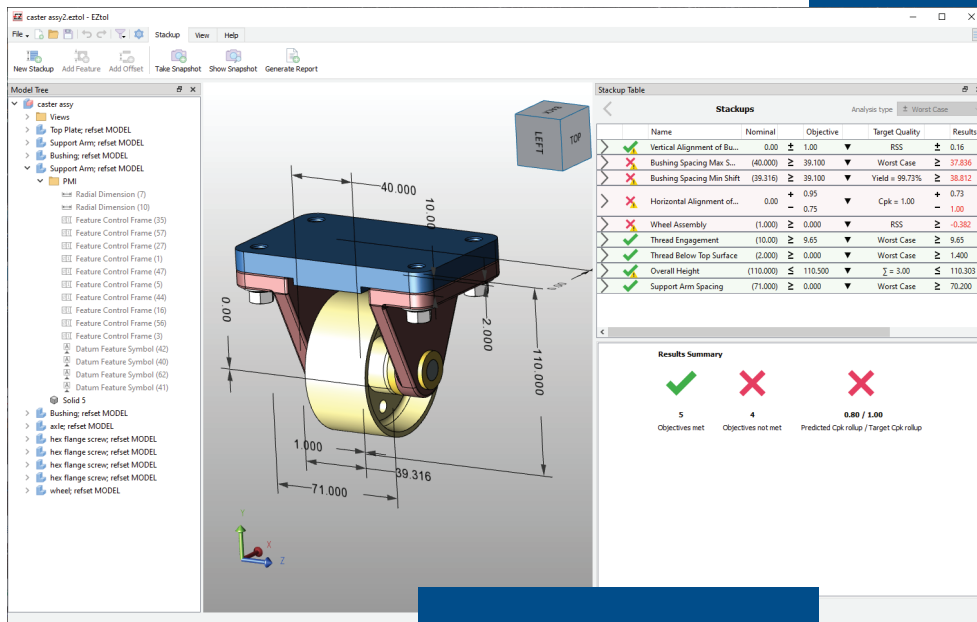 caster assy2.eztol - EZtol
File Stackup View Help
New Stackup Add Feature Add Offset Take Snapshot Show Snapshot Generate Report
Model Tree
caster assy
Views
Top Plate; refset MODEL
Support Arm; refset MODEL
Bushing; refset MODEL
Support Arm; refset MODEL
PMI
Radial Dimension (7)
Radial Dimension (10)
Feature Control Frame (35)
Feature Control Frame (57)
Feature Control Frame (27)
Feature Control Frame (1)
Feature Control Frame (47)
Feature Control Frame (5)
Feature Control Frame (44)
Feature Control Frame (16)
Feature Control Frame (56)
Feature Control Frame (3)
Datum Feature Symbol (42)
Datum Feature Symbol (40)
Datum Feature Symbol (62)
Datum Feature Symbol (41)
Solid 5
Bushing; refset MODEL
axle; refset MODEL
hex flange screw; refset MODEL
hex flange screw; refset MODEL
hex flange screw; refset MODEL
hex flange screw; refset MODEL
wheel; refset MODEL
BACK
LEFT
TOP
40.000
10.00
0.00
0.00
2.000
110.000
1.000
39.316
71.000
Y
X
Z
Stackup Table
Stackups Analysis type ± Worst Case
Name Nominal Objective Target Quality Results
Vertical Alignment of Bu... 0.00 ± 1.00 ▼ RSS ± 0.16
Bushing Spacing Max S... (40.000) ≥ 39.100 ▼ Worst Case ≥ 37.836
Bushing Spacing Min Shift (39.316) ≥ 39.100 ▼ Yield = 99.73% ≥ 38.812
+ 0.95 + 0.73
Horizontal Alignment of... 0.00 ▼ Cpk = 1.00
− 0.75 − 1.00
Wheel Assembly (1.000) ≥ 0.000 ▼ RSS ≥ -0.382
Thread Engagement (10.00) ≥ 9.65 ▼ Worst Case ≥ 9.65
Thread Below Top Surface (2.000) ≥ 0.000 ▼ Worst Case ≥ 1.400
Overall Height (110.000) ≤ 110.500 ▼ ∑ = 3.00 ≤ 110.303
Support Arm Spacing (71.000) ≥ 0.000 ▼ Worst Case ≥ 70.200
Results Summary
5 4 0.80 / 1.00
Objectives met Objectives not met Predicted Cpk rollup / Target Cpk rollup